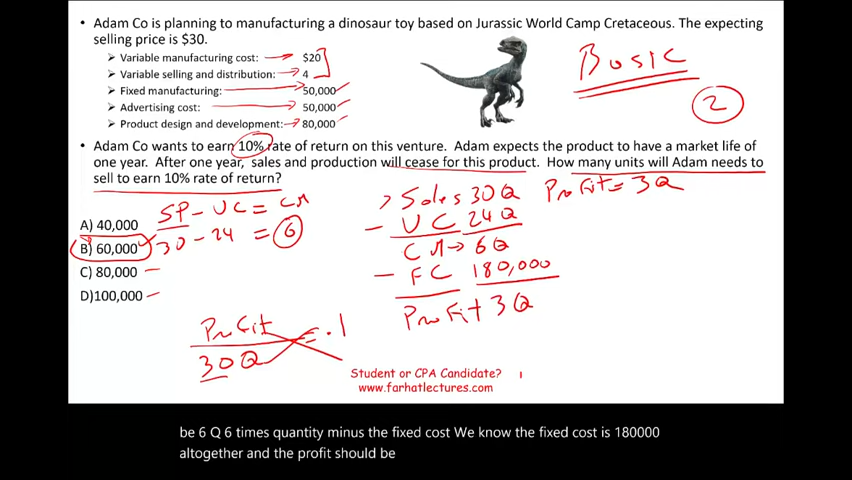 • Adam Co is planning to manufacturing a dinosaur toy based on Jurassic World Camp Cretaceous. The expecting
selling price is $30.
➢ Variable manufacturing cost: $20
➢ Variable selling and distribution: 4
➢ Fixed manufacturing: 50,000
➢ Advertising cost: 50,000
➢ Product design and development: 80,000
Basic
2
• Adam Co wants to earn 10% rate of return on this venture. Adam expects the product to have a market life of
one year. After one year, sales and production will cease for this product. How many units will Adam needs to
sell to earn 10% rate of return?
A) 40,000
B) 60,000
C) 80,000
D)100,000
SP - VC = CM
30 - 24 = 6
Sales 30Q
- VC 24Q
CM → 6Q
- FC 180,000
Profit 3Q
Profit = 3Q
Profit = .1
30Q
Student or CPA Candidate?
www.farhatlectures.com
be 6 Q 6 times quantity minus the fixed cost We know the fixed cost is 180000
altogether and the profit should be